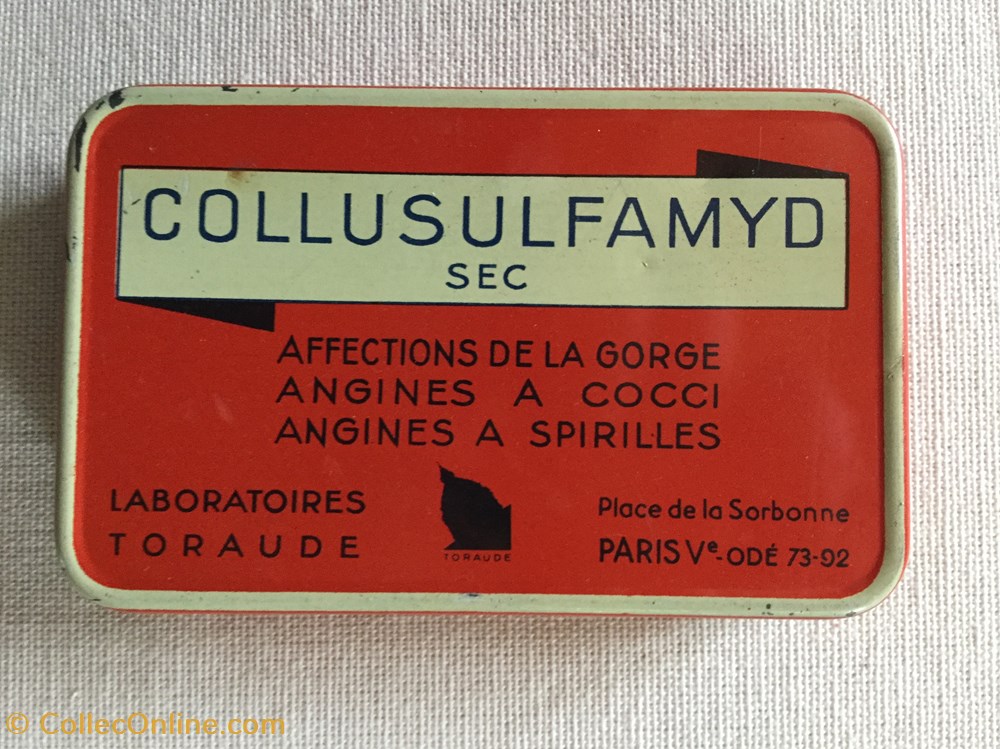 COLLUSULFAMYD
SEC
AFFECTIONS DE LA GORGE
ANGINES A COCCI
ANGINES A SPIRILLES
LABORATOIRES
TORAUDE
TORAUDE
Place de la Sorbonne
PARIS Ve-ODÉ 73-92
© CollecOnline.com